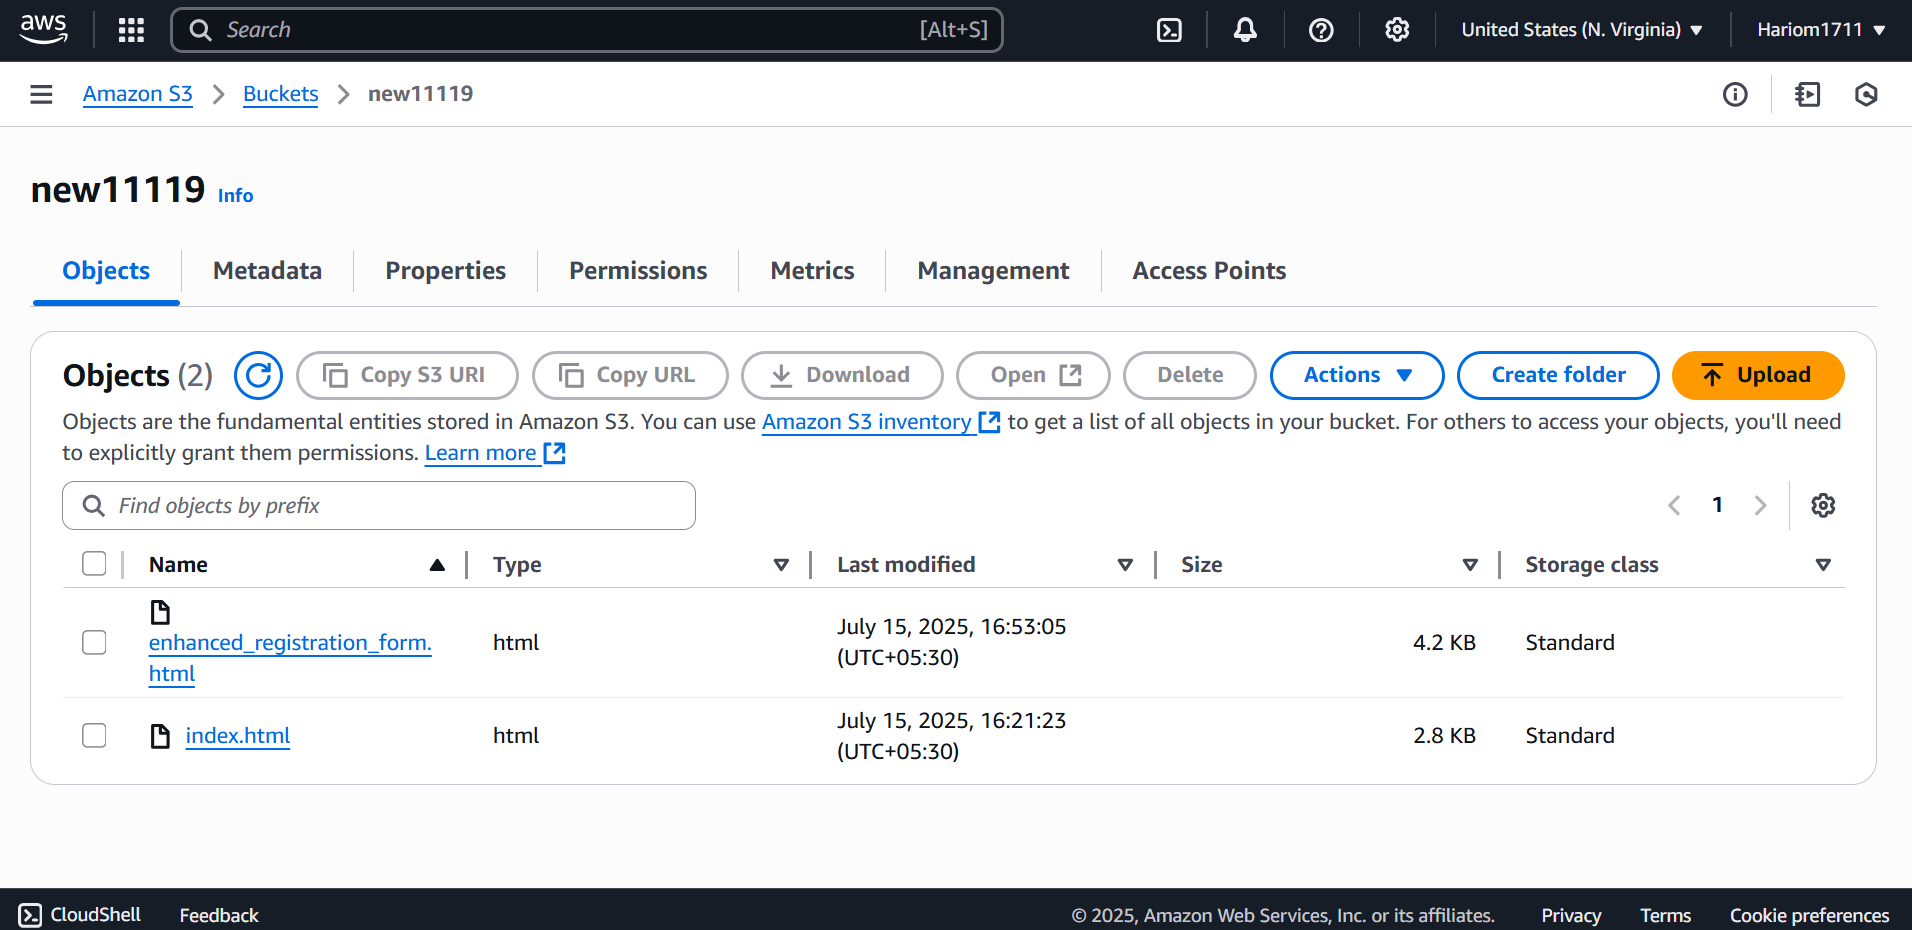 aws
Search [Alt+S]
United States (N. Virginia)
Hariom1711
Amazon S3 Buckets new11119
new11119 Info
Objects Metadata Properties Permissions Metrics Management Access Points
Objects (2)
Copy S3 URI
Copy URL
Download
Open
Delete
Actions
Create folder
Upload
Objects are the fundamental entities stored in Amazon S3. You can use Amazon S3 inventory to get a list of all objects in your bucket. For others to access your objects, you'll need
to explicitly grant them permissions. Learn more
Find objects by prefix
1
Name Type Last modified Size Storage class
enhanced_registration_form.
html
html
July 15, 2025, 16:53:05
(UTC+05:30)
4.2 KB
Standard
index.html
html
July 15, 2025, 16:21:23
(UTC+05:30)
2.8 KB
Standard
CloudShell Feedback © 2025, Amazon Web Services, Inc. or its affiliates. Privacy Terms Cookie preferences